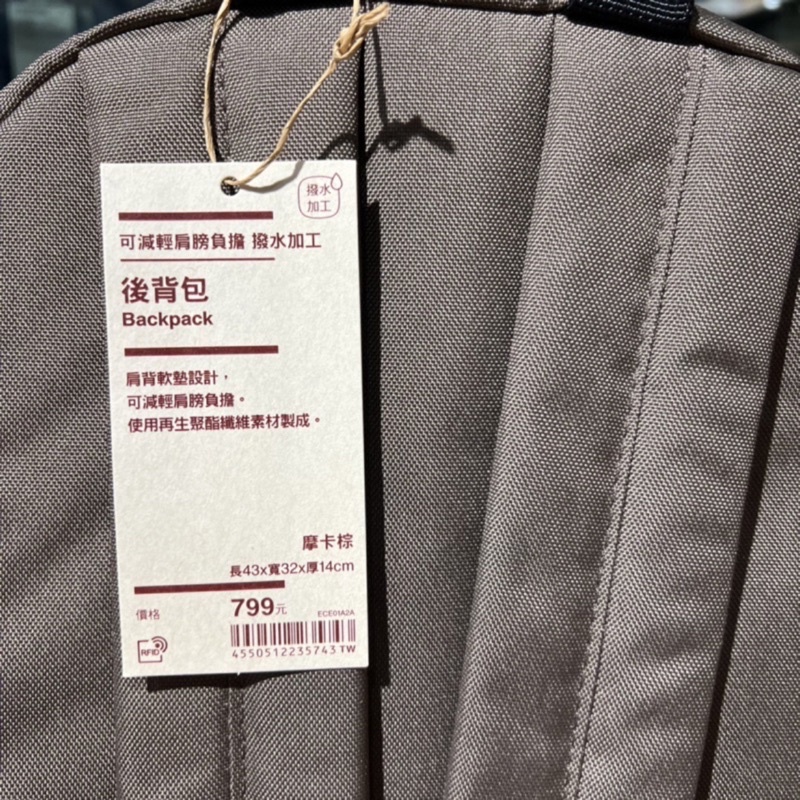 撥水
加工
可減輕肩膀負擔 撥水加工
後背包
Backpack
肩背軟墊設計，
可減輕肩膀負擔。
使用再生聚酯纖維素材製成。
摩卡棕
長43x寬32x厚14cm
價格 799元 ECE01A2A
RFID
4550512235743 TW